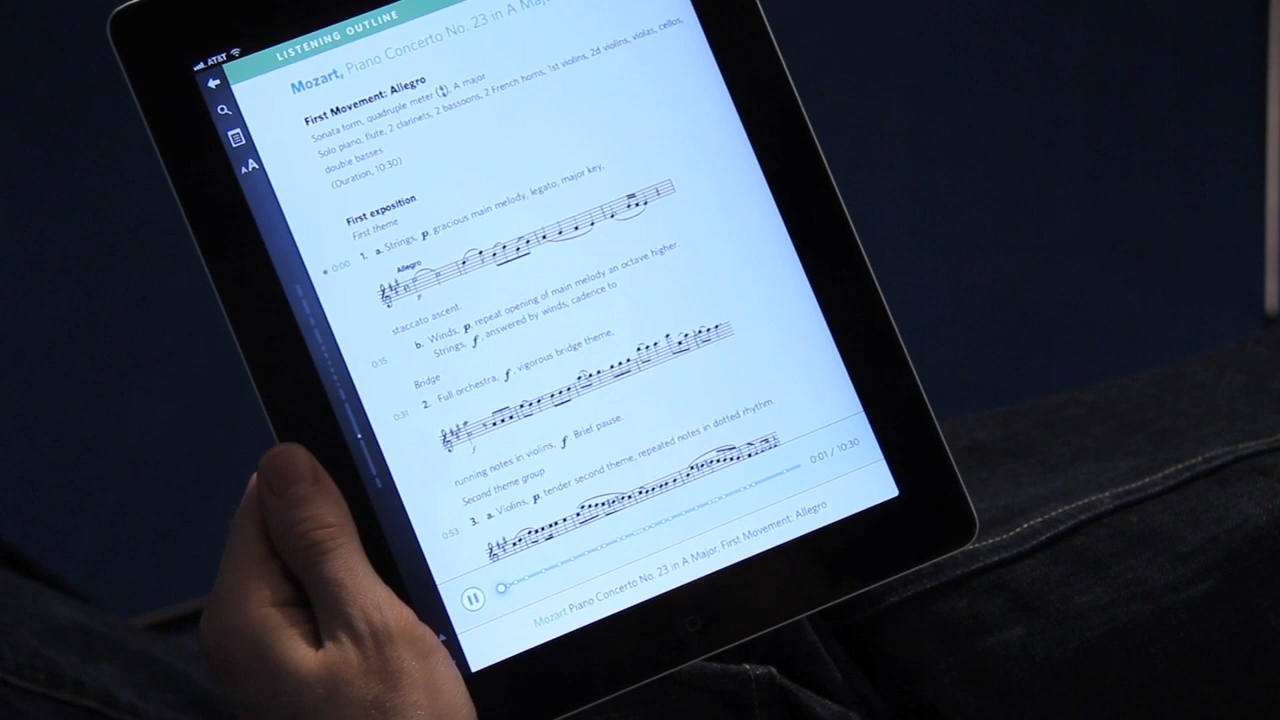 AT&T
LISTENING OUTLINE
Mozart, Piano Concerto No. 23 in A Major
First Movement: Allegro
Sonata form, quadruple meter (4/4), A major
Solo piano, flute, 2 clarinets, 2 bassoons, 2 French horns, 1st violins, 2d violins, violas, cellos,
double basses
(Duration, 10:30)
First exposition
First theme
0:00 1. a. Strings, p, gracious main melody, legato, major key,
Allegro
p
staccato ascent.
0:15 b. Winds, p, repeat opening of main melody an octave higher.
Strings, f, answered by winds, cadence to
Bridge
0:31 2. Full orchestra, f, vigorous bridge theme,
f
running notes in violins, f. Brief pause.
Second theme group
0:53 3. a. Violins, p, tender second theme, repeated notes in dotted rhythm.
0:01 / 10:30
Mozart Piano Concerto No. 23 in A Major, First Movement: Allegro
AA